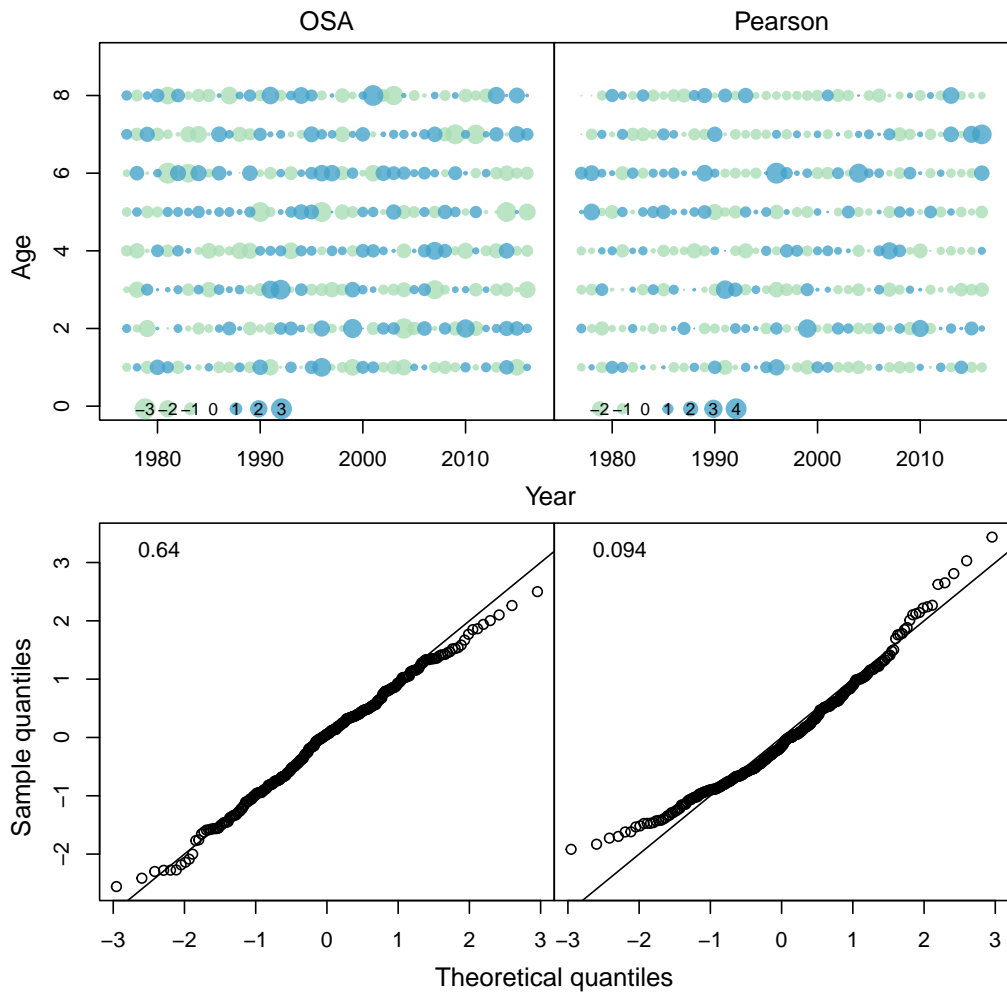 OSA Pearson
8
6
Age
4
2
0
−3 −2 −1 0 1 2 3 −2 −1 0 1 2 3 4
1980 1990 2000 2010 1980 1990 2000 2010
Year
0.64 0.094
3
2
1
Sample quantiles
0
−1
−2
−3 −2 −1 0 1 2 3 −3 −2 −1 0 1 2 3
Theoretical quantiles